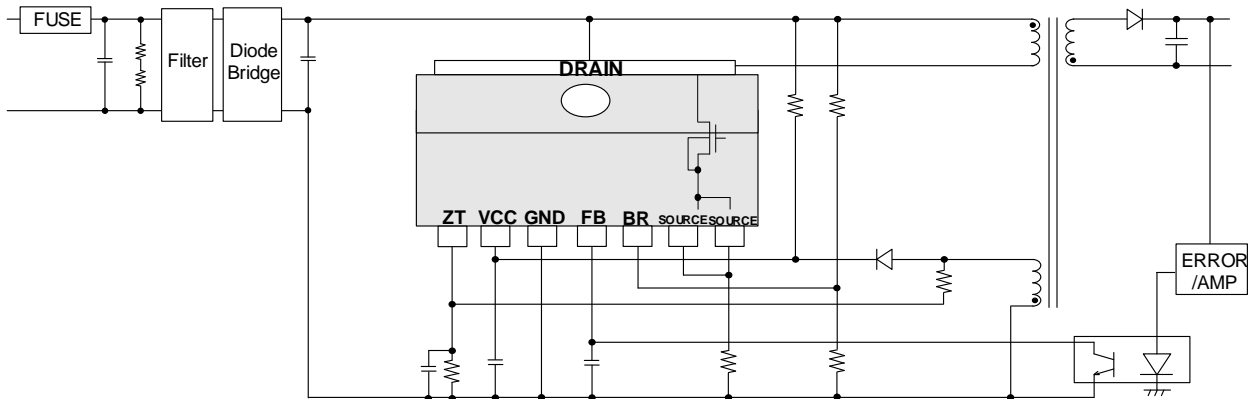 FUSE
Filter
Diode
Bridge
DRAIN
ZT VCC GND FB BR SOURCE SOURCE
ERROR
/AMP